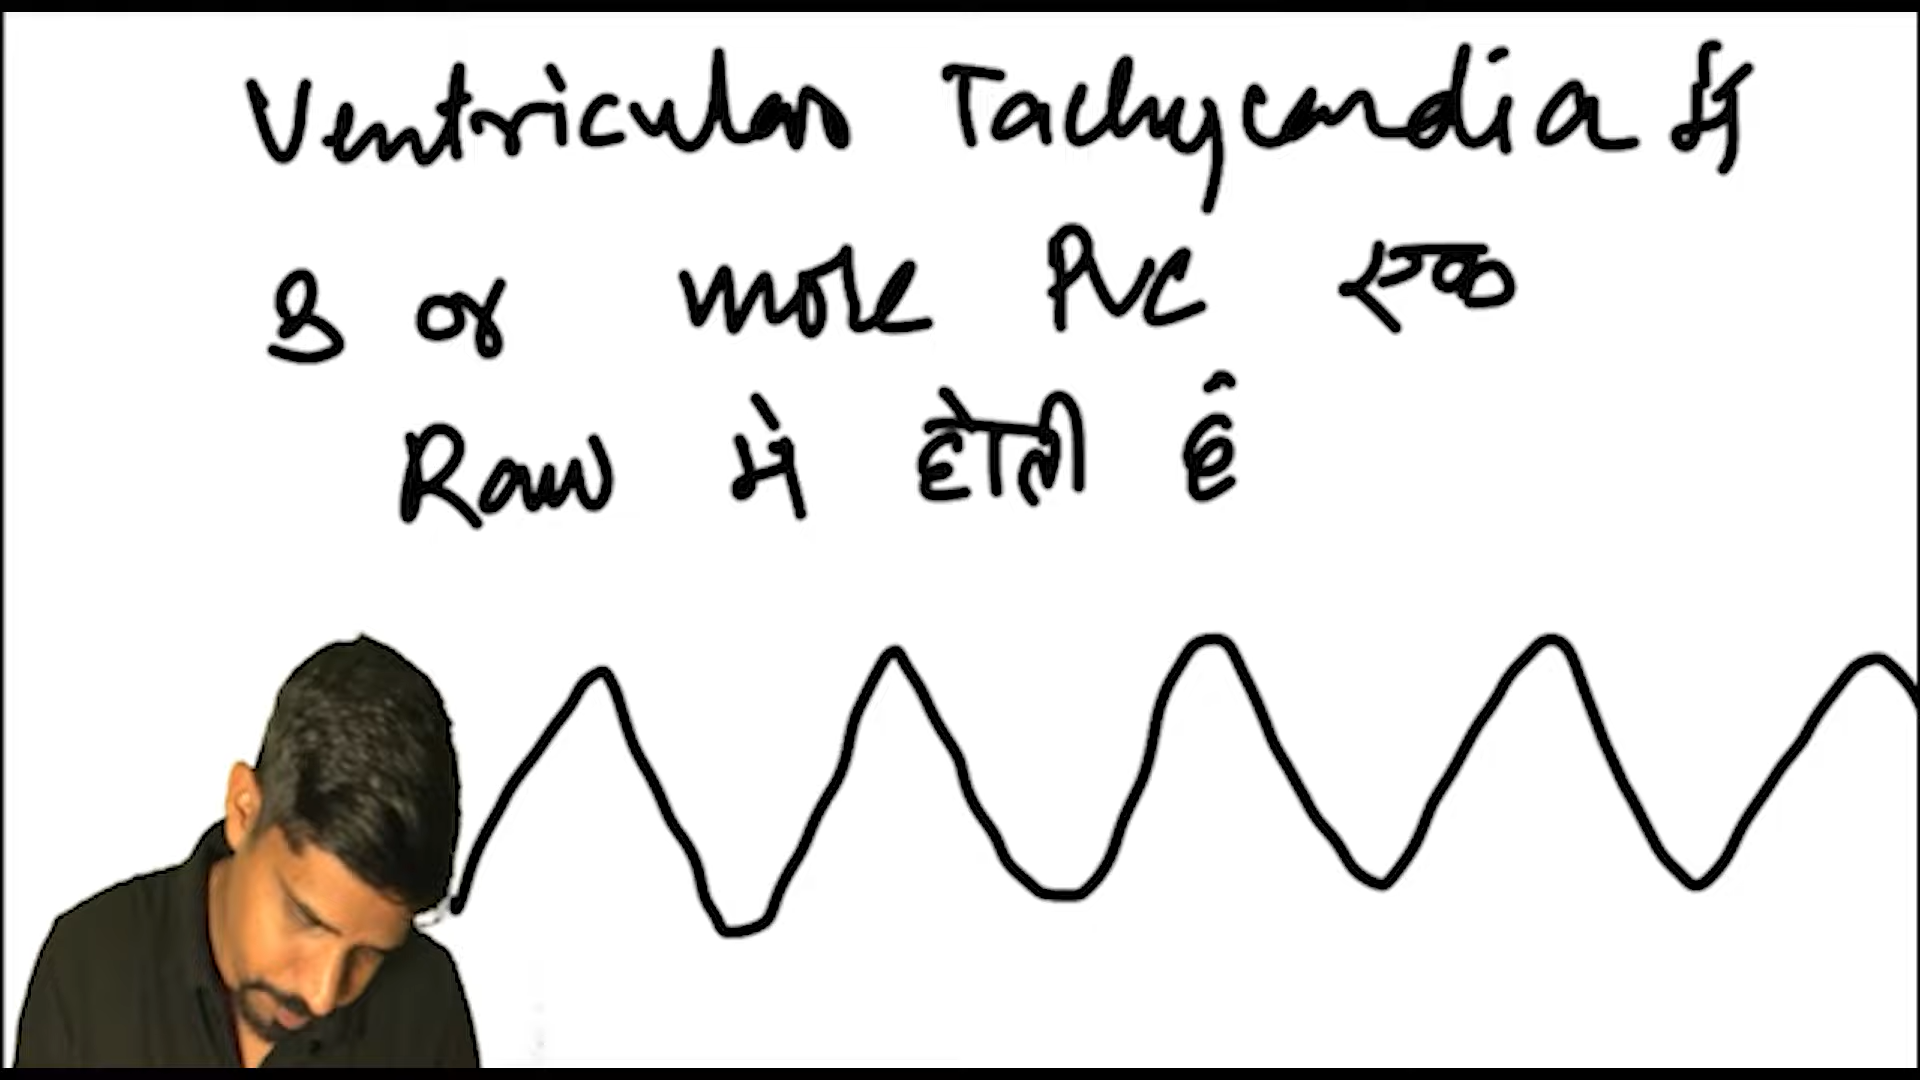 Ventricular Tachycardia में
3 or more PVC एक
Raw में होती है